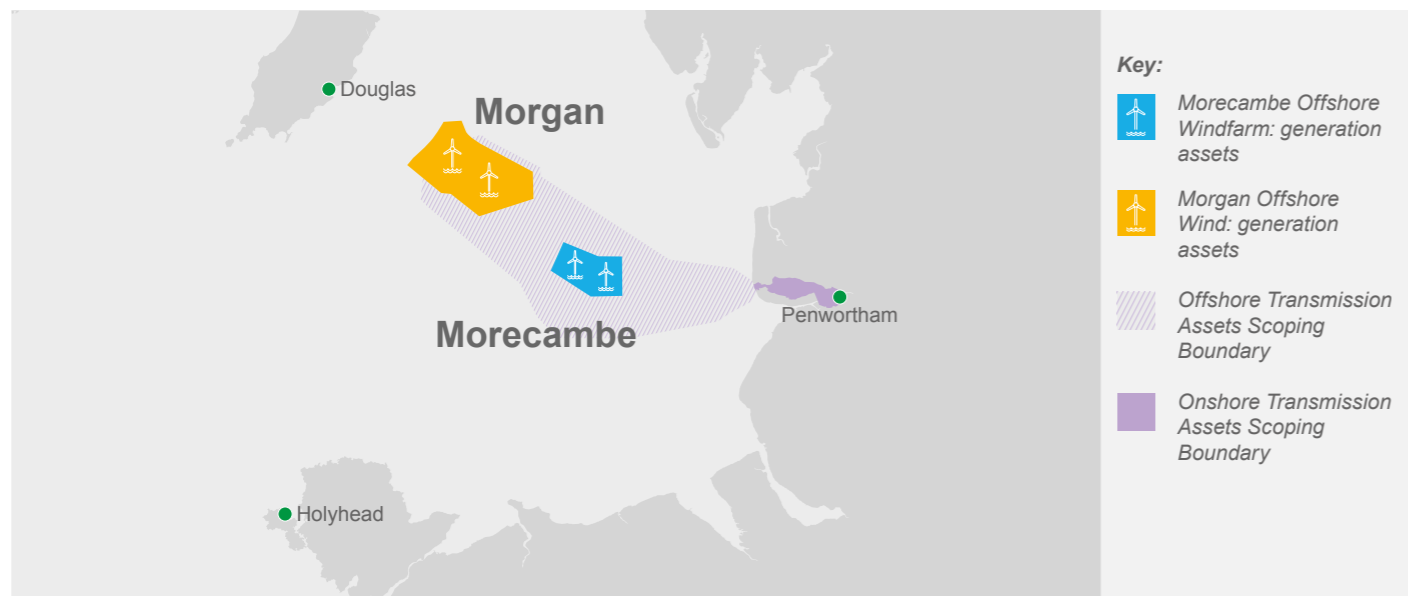 Douglas
Morgan
Morecambe
Penwortham
Holyhead
Key:
Morecambe Offshore
Windfarm: generation
assets
Morgan Offshore
Wind: generation
assets
Offshore Transmission
Assets Scoping
Boundary
Onshore Transmission
Assets Scoping
Boundary